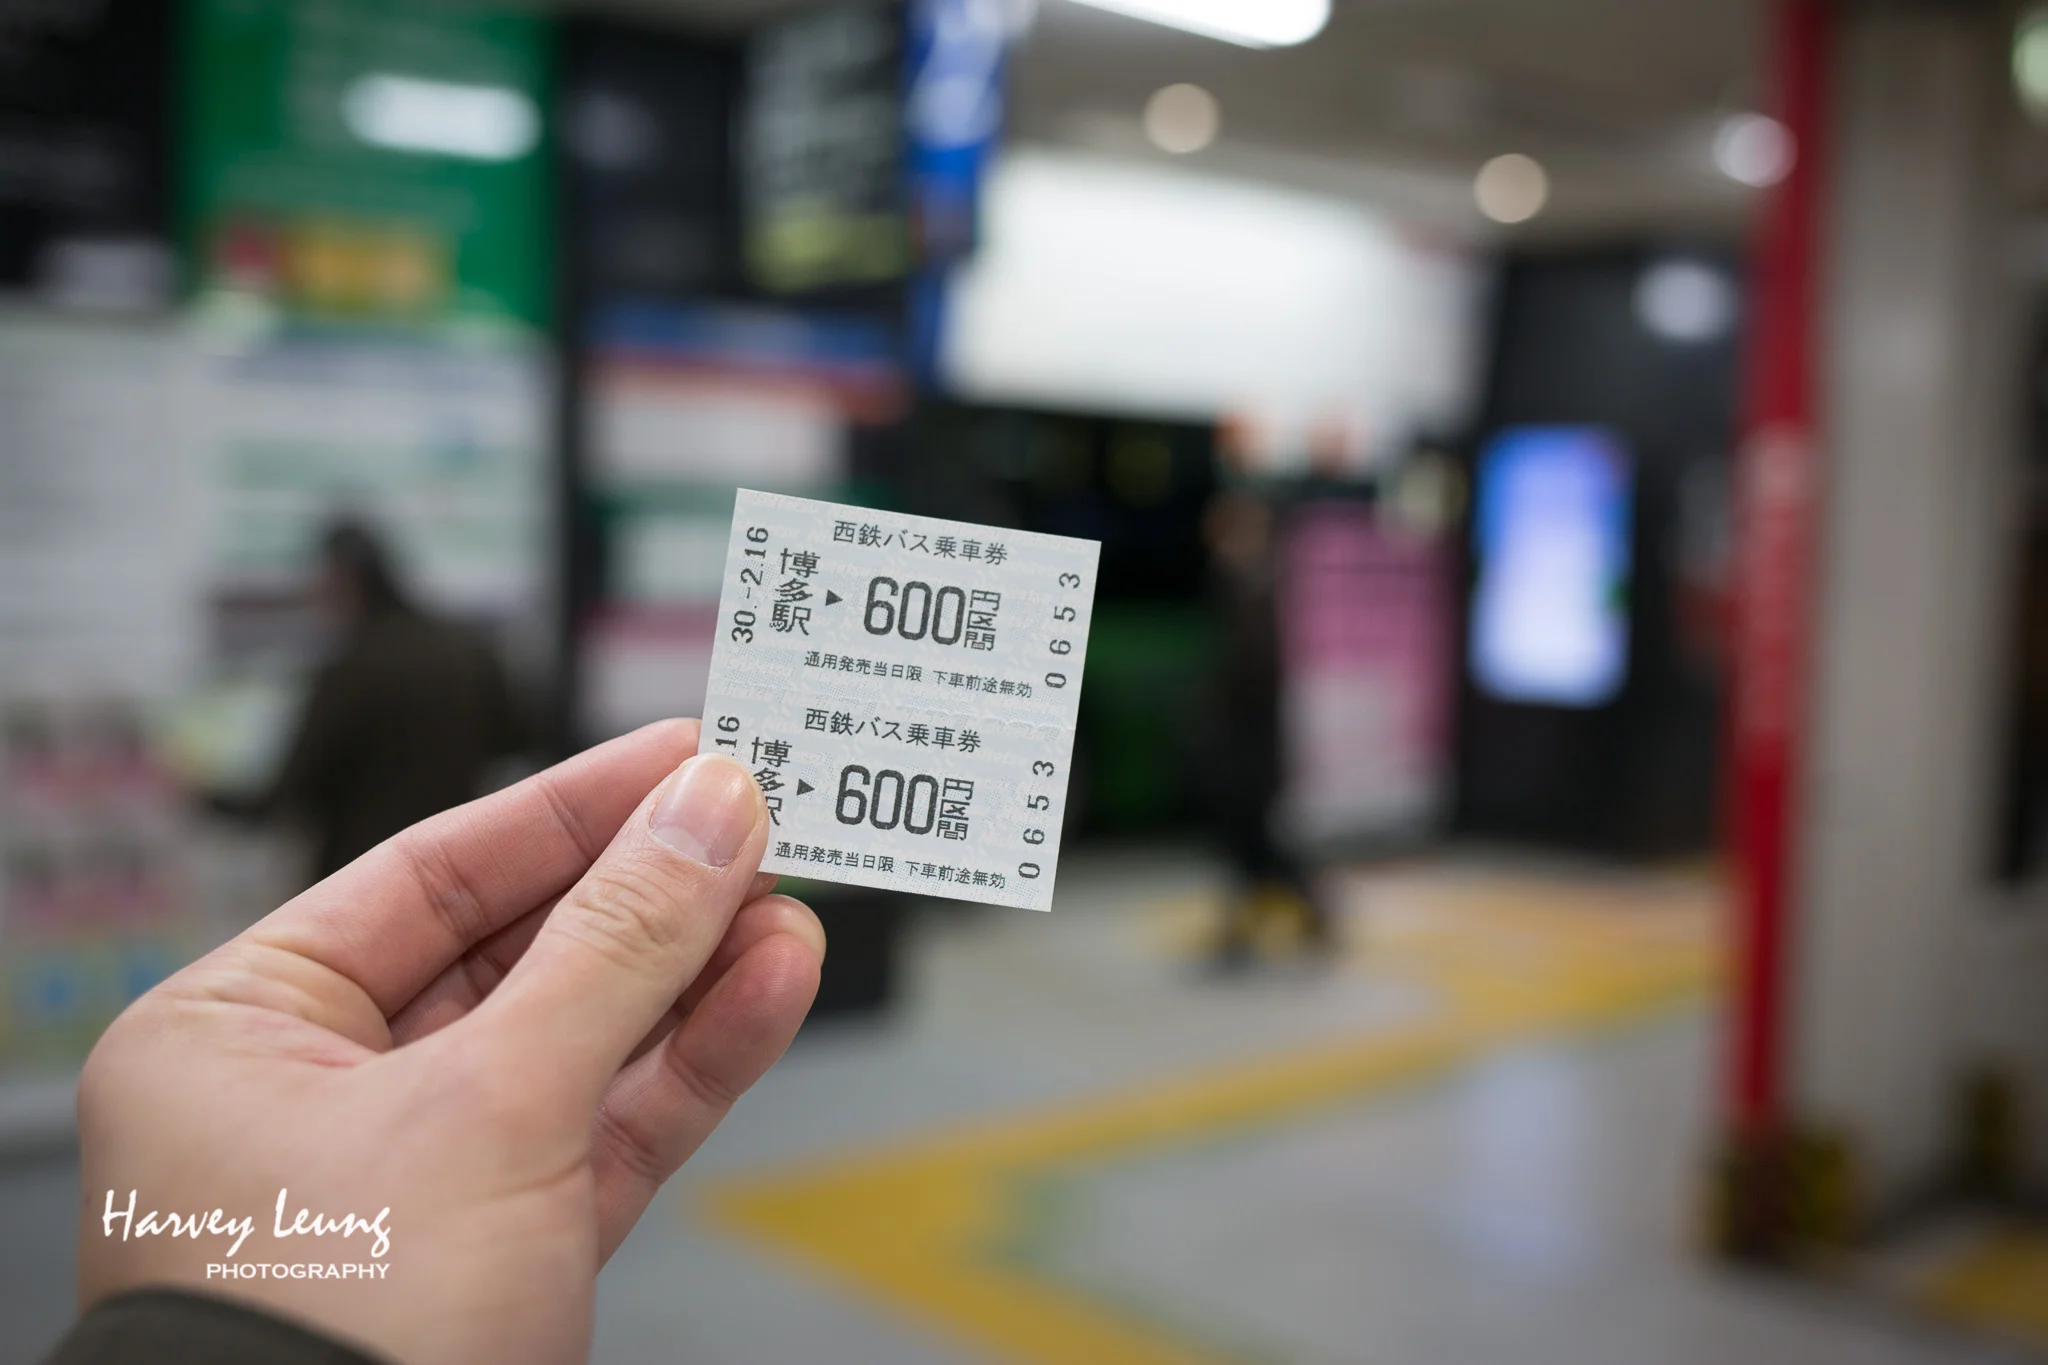 西鉄バス乗車券
30.-2.16
博多駅 ▶ 600円区間
0653
通用発売当日限 下車前途無効
西鉄バス乗車券
16
博多駅 ▶ 600円区間
0653
通用発売当日限 下車前途無効
Harvey Leung
PHOTOGRAPHY